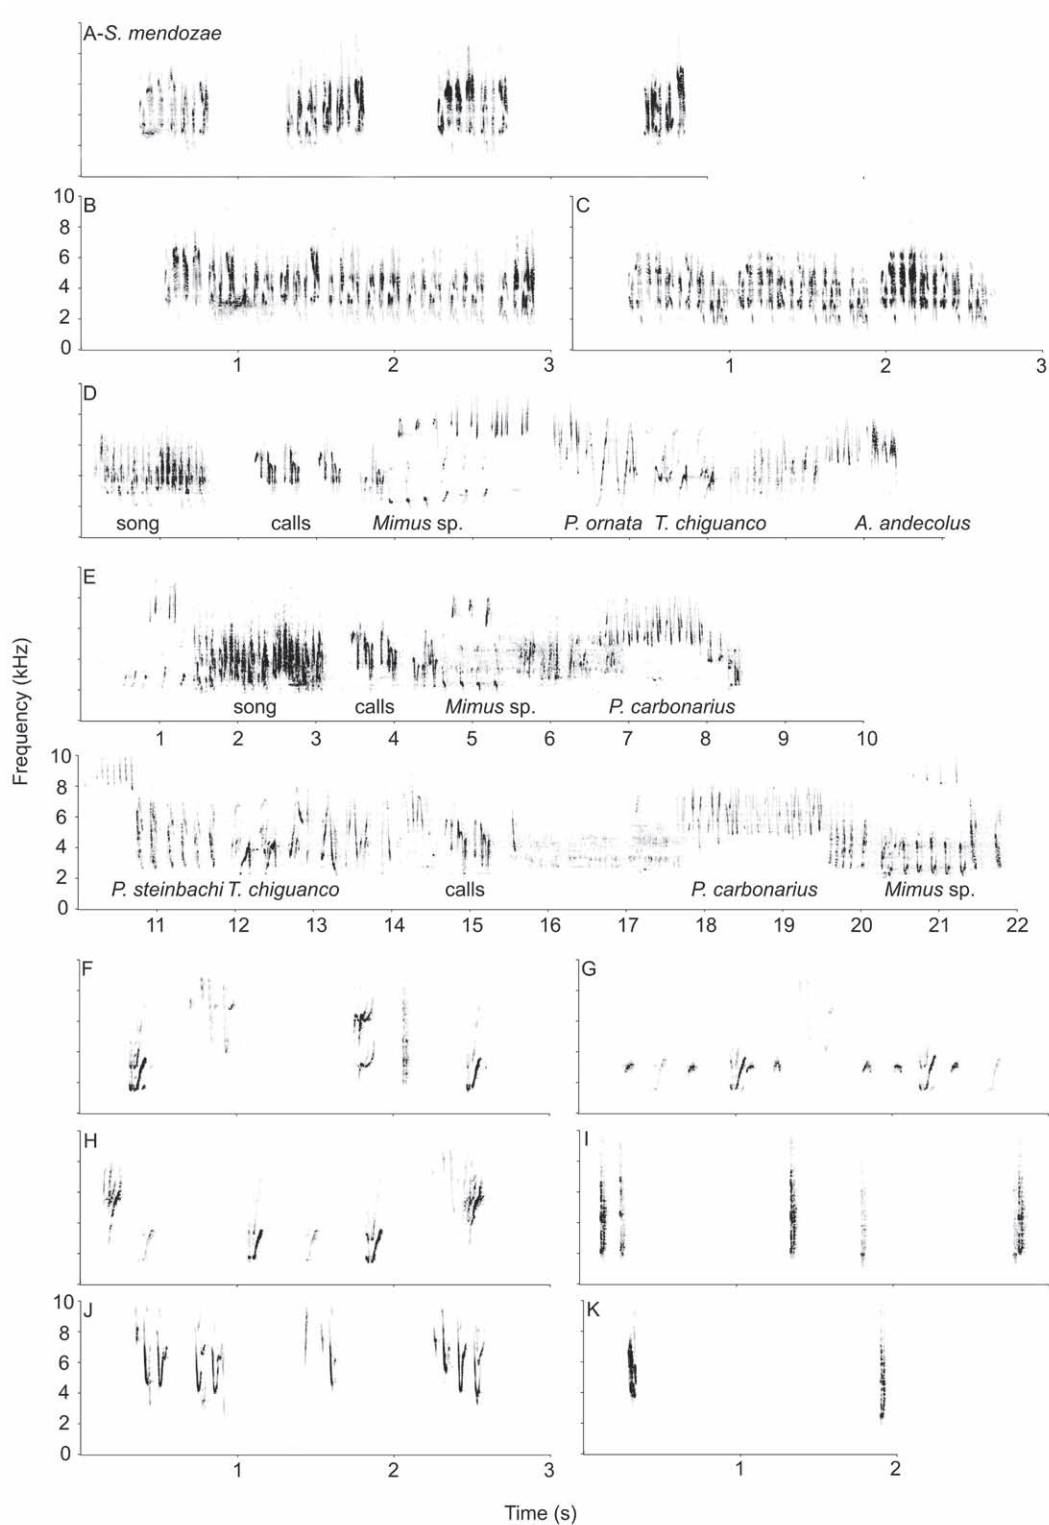 A-S. mendozae
10
8
6
4
2
0
B
C
1 2 3
1 2 3
D
song calls Mimus sp. P. ornata T. chiguanco A. andecolus
E
song calls Mimus sp. P. carbonarius
1 2 3 4 5 6 7 8 9 10
Frequency (kHz)
10
8
6
4
2
0
P. steinbachi T. chiguanco calls P. carbonarius Mimus sp.
11 12 13 14 15 16 17 18 19 20 21 22
F
G
H
I
J
K
10
8
6
4
2
0
1 2 3
1 2
Time (s)